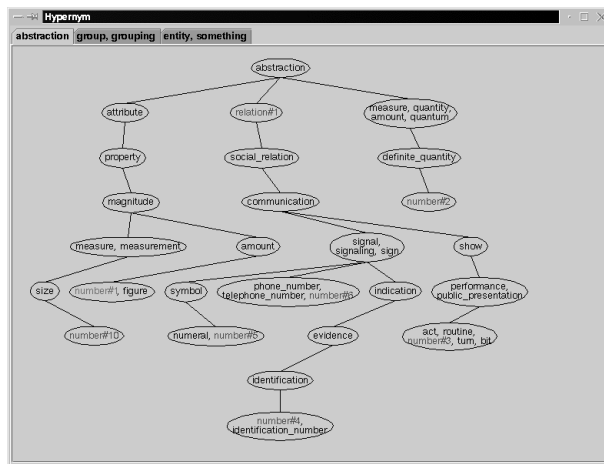 Hypernym
abstraction group, grouping entity, something
abstraction
attribute relation#1 measure, quantity,
amount, quantum
property social_relation definite_quantity
magnitude communication number#2
measure, measurement amount signal,
signaling, sign show
size number#1, figure symbol phone_number,
telephone_number, number#6 indication performance,
public_presentation
number#10 numeral, number#5 evidence act, routine,
number#3, turn, bit
identification
number#4,
identification_number